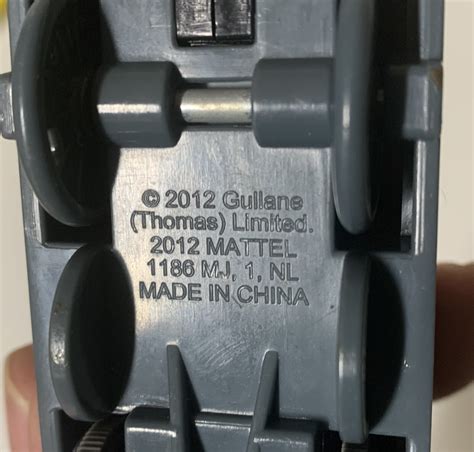 © 2012 Gullane
(Thomas) Limited.
2012 MATTEL
1186 MJ, 1, NL
MADE IN CHINA